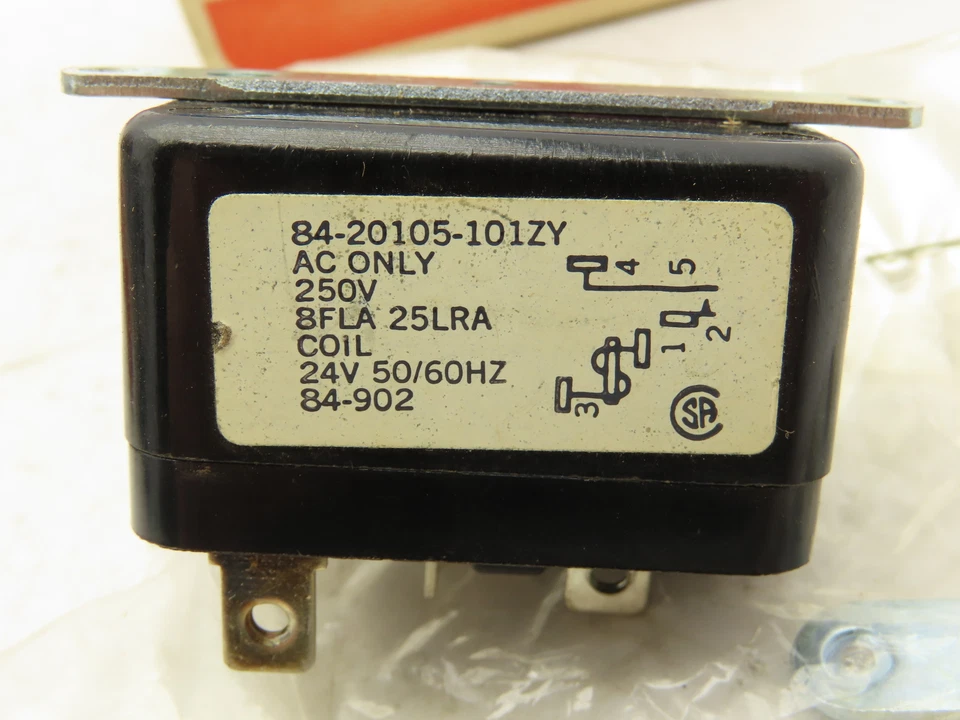 84-20105-101ZY
AC ONLY
250V
8FLA 25LRA
COIL
24V 50/60HZ
84-902
4 5
1 2
3
SA